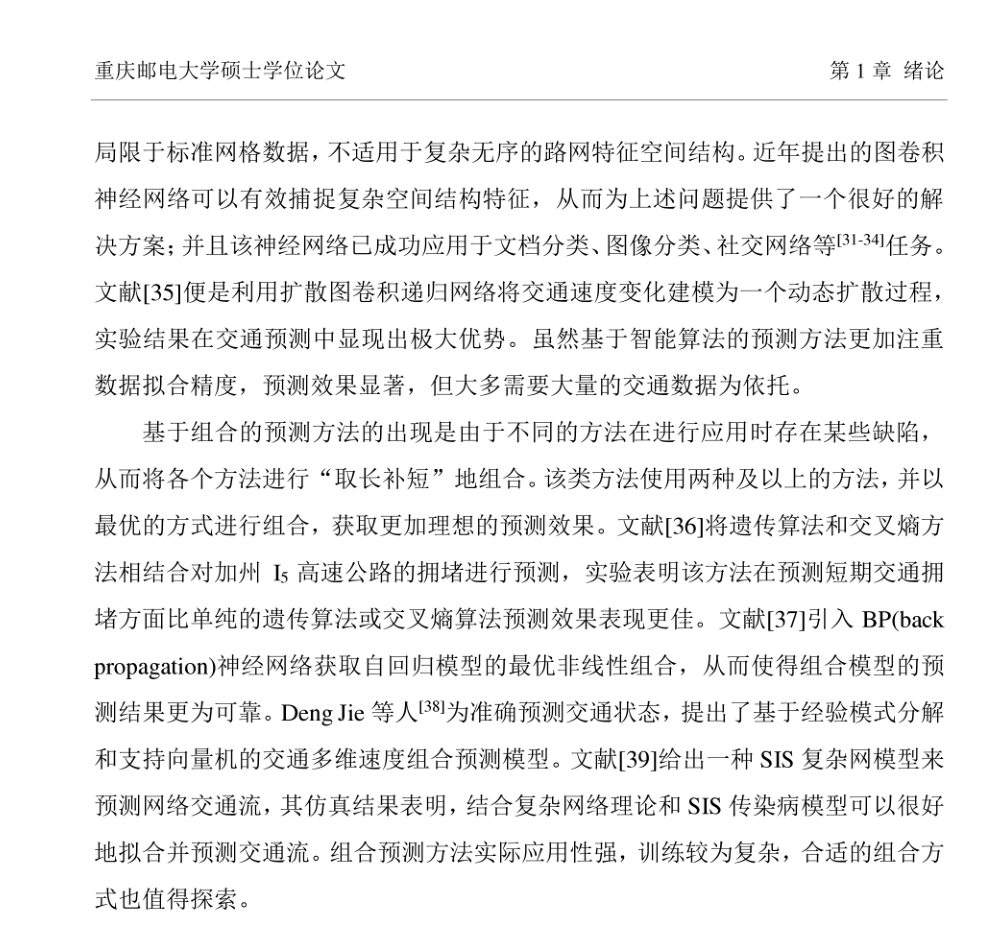 重庆邮电大学硕士学位论文 第 1 章 绪论
局限于标准网格数据，不适用于复杂无序的路网特征空间结构。近年提出的图卷积
神经网络可以有效捕捉复杂空间结构特征，从而为上述问题提供了一个很好的解
决方案；并且该神经网络已成功应用于文档分类、图像分类、社交网络等[31-34]任务。
文献[35]便是利用扩散图卷积递归网络将交通速度变化建模为一个动态扩散过程，
实验结果在交通预测中显现出极大优势。虽然基于智能算法的预测方法更加注重
数据拟合精度，预测效果显著，但大多需要大量的交通数据为依托。
基于组合的预测方法的出现是由于不同的方法在进行应用时存在某些缺陷，
从而将各个方法进行“取长补短”地组合。该类方法使用两种及以上的方法，并以
最优的方式进行组合，获取更加理想的预测效果。文献[36]将遗传算法和交叉熵方
法相结合对加州 I5 高速公路的拥堵进行预测，实验表明该方法在预测短期交通拥
堵方面比单纯的遗传算法或交叉熵算法预测效果表现更佳。文献[37]引入 BP(back
propagation)神经网络获取自回归模型的最优非线性组合，从而使得组合模型的预
测结果更为可靠。Deng Jie 等人[38]为准确预测交通状态，提出了基于经验模式分解
和支持向量机的交通多维速度组合预测模型。文献[39]给出一种 SIS 复杂网模型来
预测网络交通流，其仿真结果表明，结合复杂网络理论和 SIS 传染病模型可以很好
地拟合并预测交通流。组合预测方法实际应用性强，训练较为复杂，合适的组合方
式也值得探索。